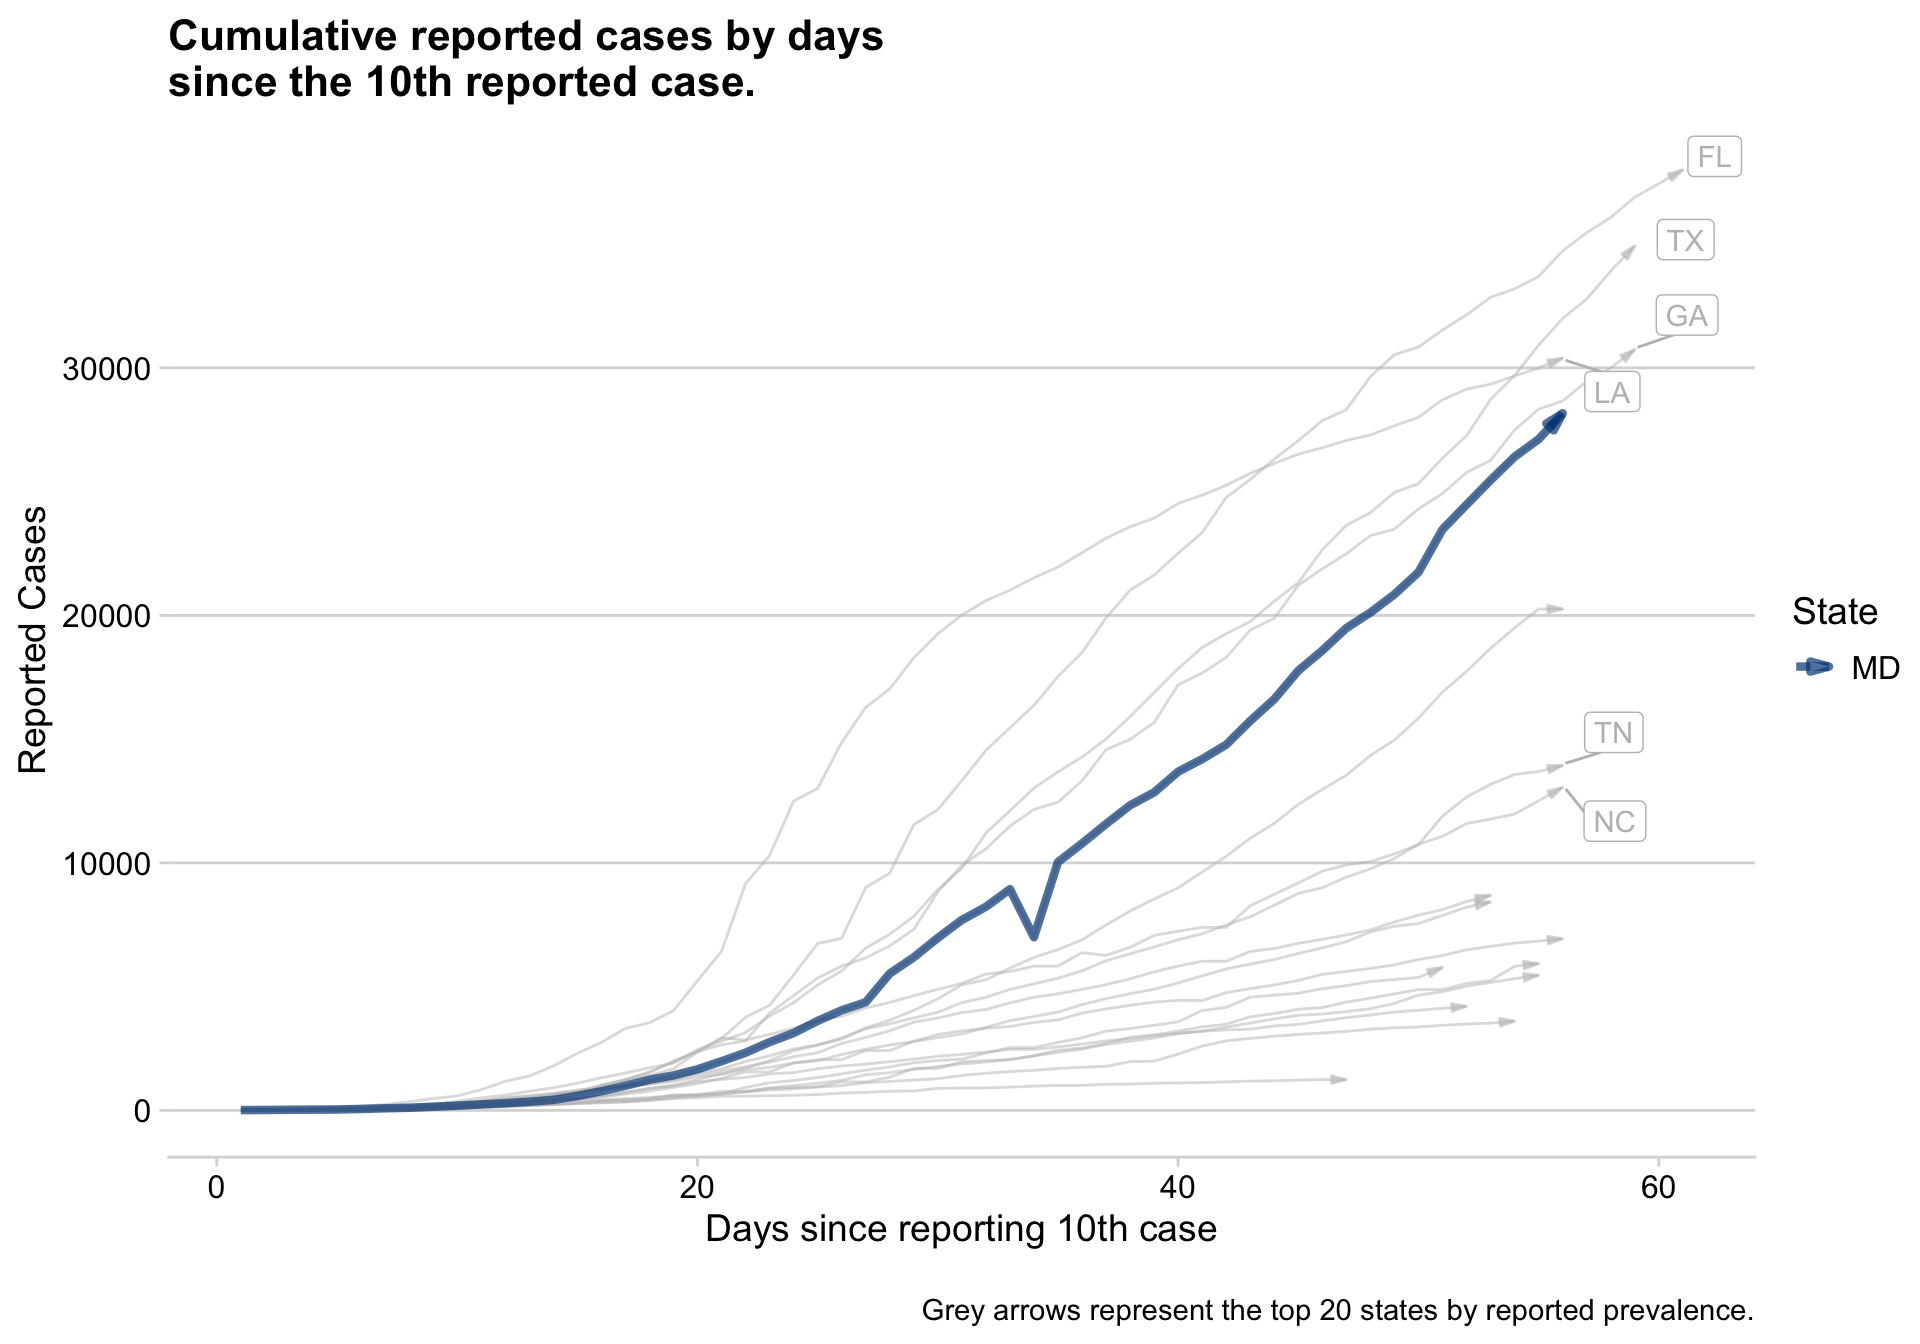 Cumulative reported cases by days
since the 10th reported case.
FL
TX
GA
LA
TN
NC
30000
20000
10000
0
Reported Cases
0 20 40 60
Days since reporting 10th case
State
MD
Grey arrows represent the top 20 states by reported prevalence.